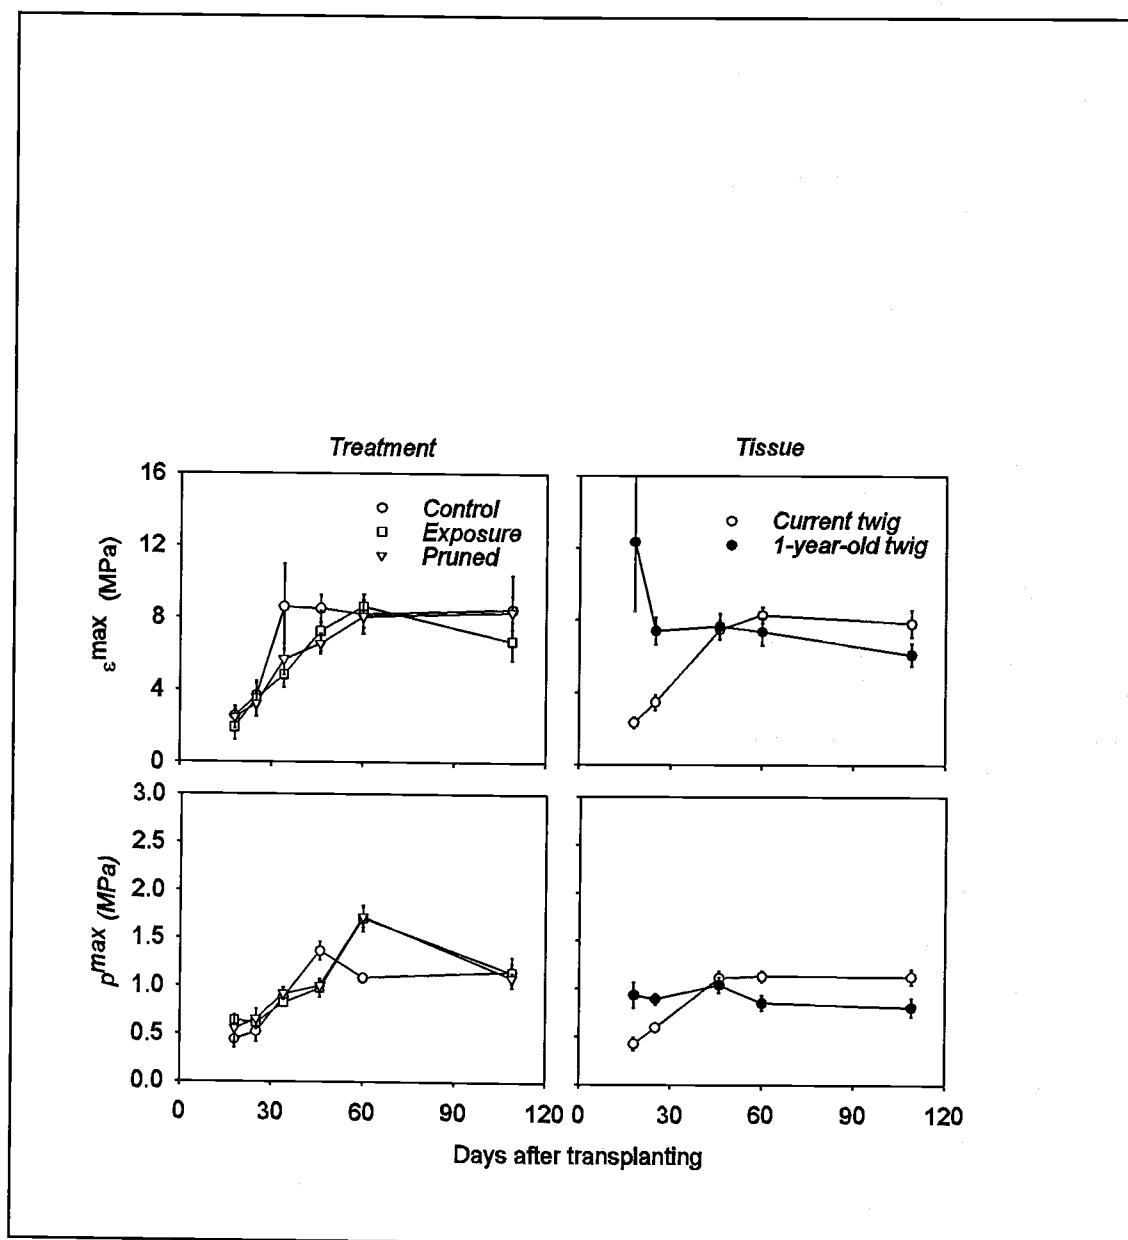 Treatment
Tissue
16
12
8
4
0
εmax (MPa)
Control
Exposure
Pruned
Current twig
1-year-old twig
3.0
2.5
2.0
1.5
1.0
0.5
0.0
pmax (MPa)
0 30 60 90 120
0 30 60 90 120
Days after transplanting